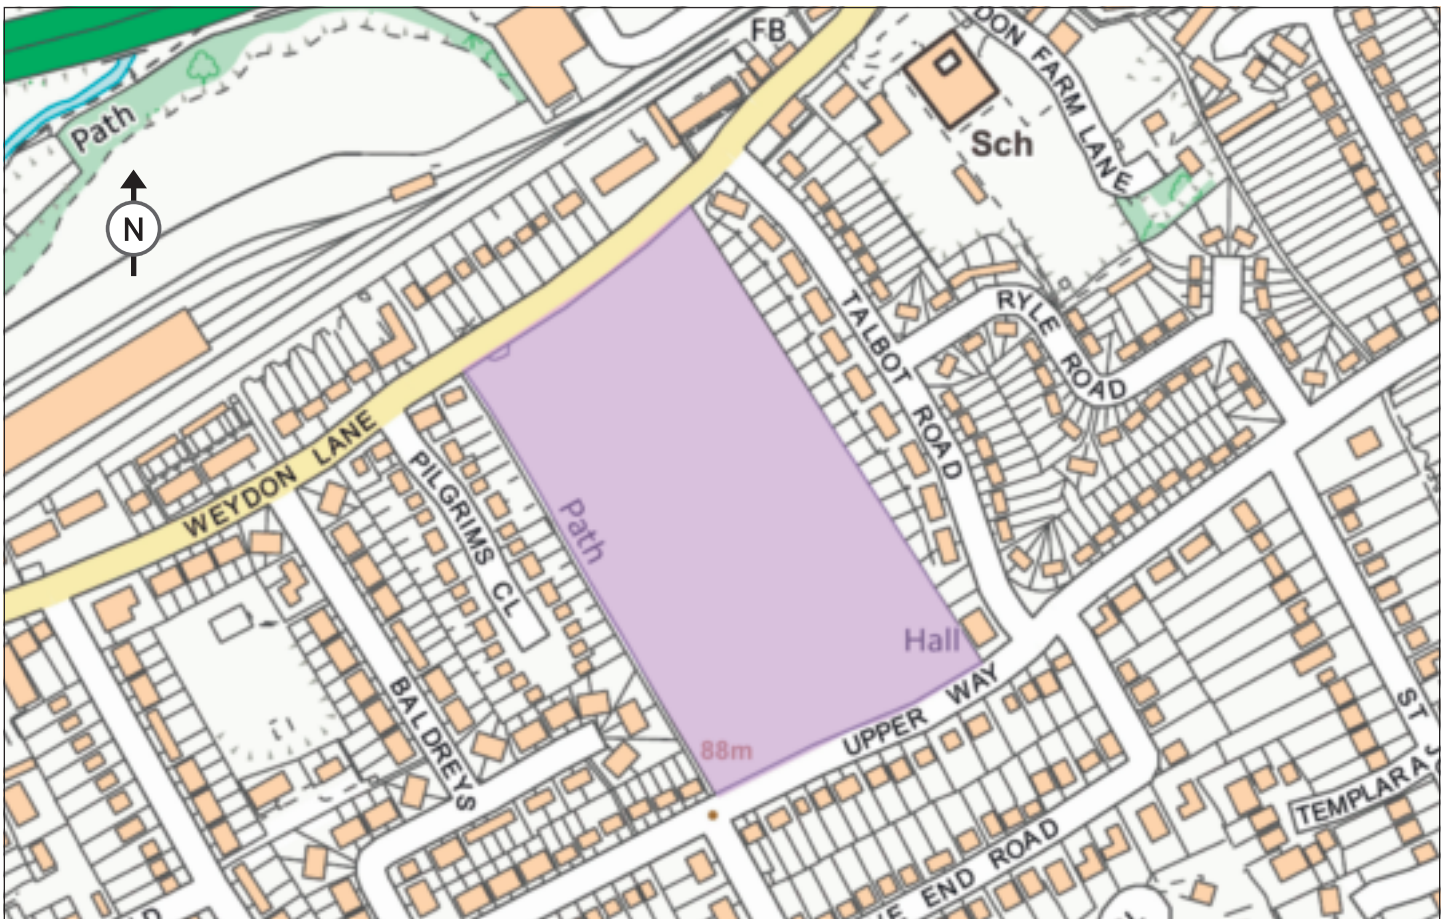 FB
DON FARM LANE
Path
Sch
N
RYLE ROAD
TALBOT ROAD
WEYDON LANE
PILGRIMS CL
Path
Hall
UPPER WAY
BALDREYS
88m
ST
TEMPLAR A
END ROAD